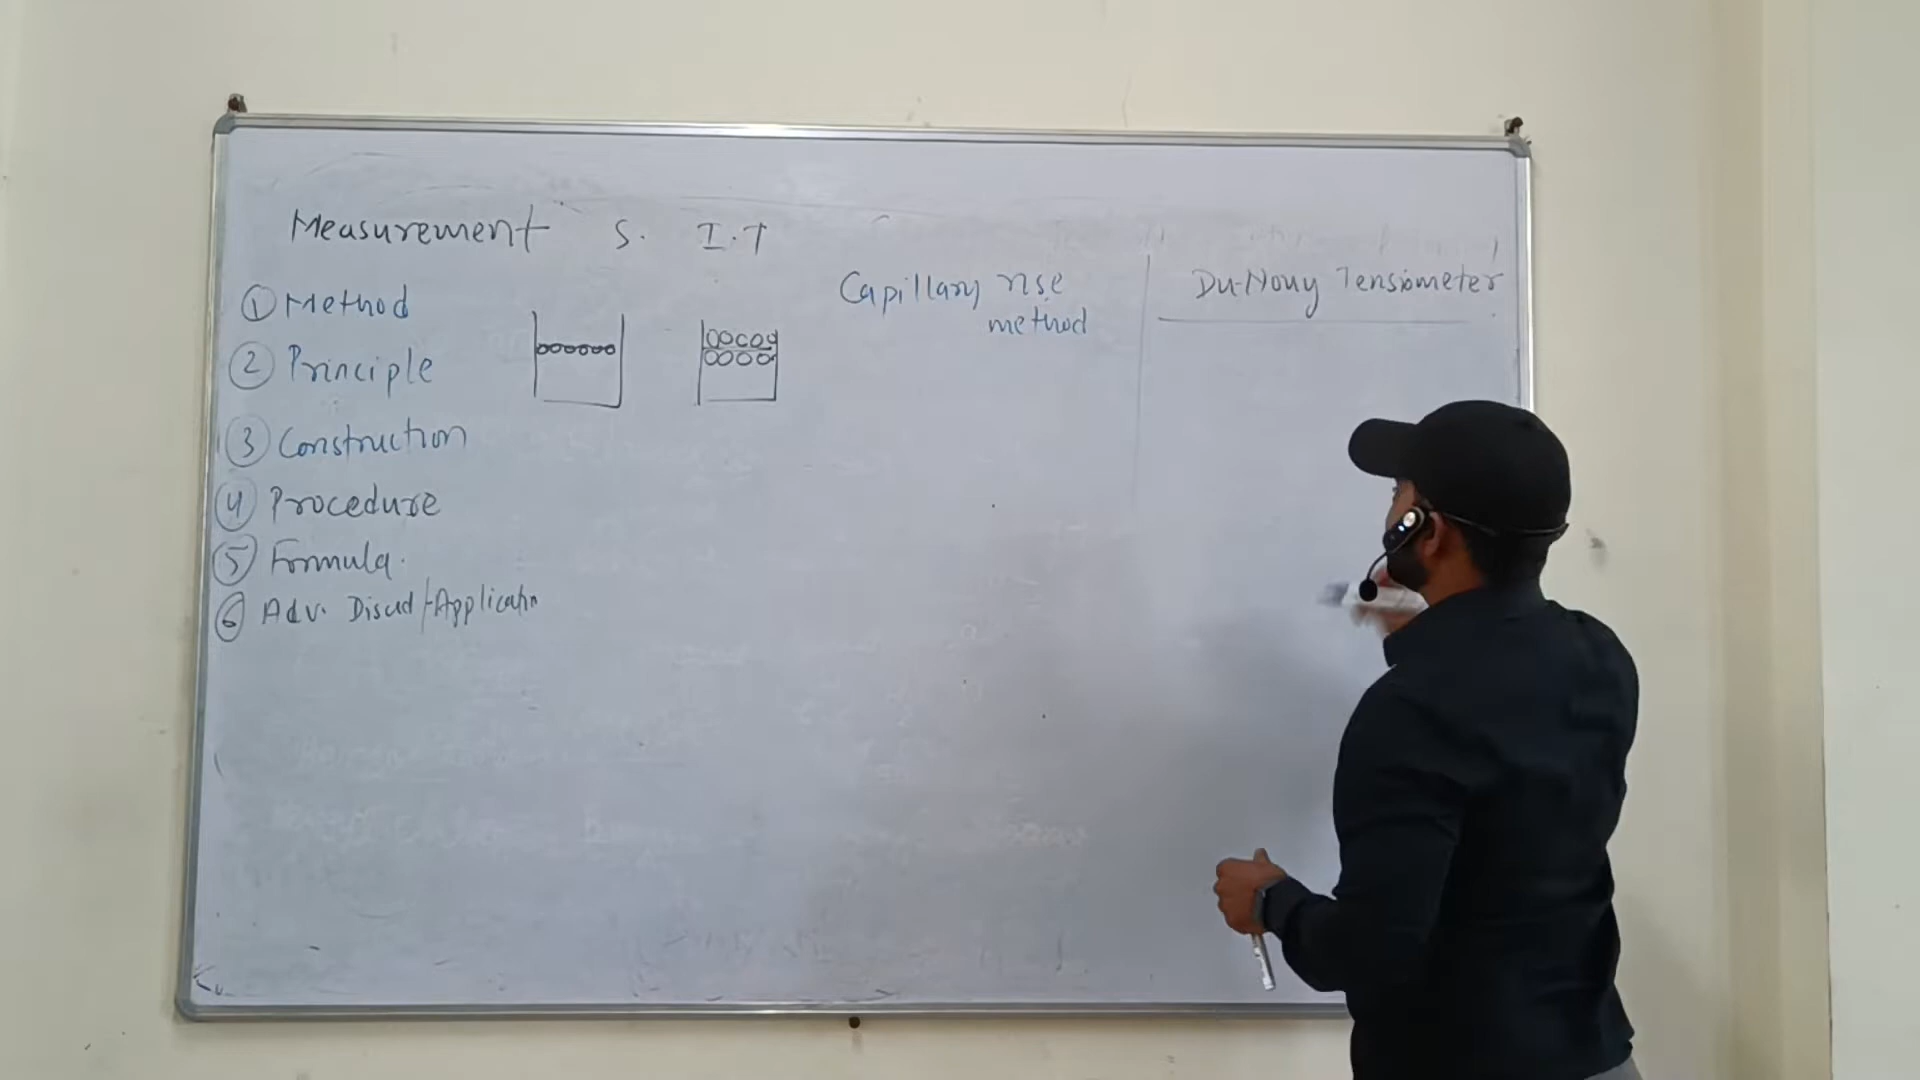 Measurement S. I.T
① Method
② Principle
③ Construction
④ Procedure
⑤ Formula.
⑥ Adv. Disad/Applicatn
Capillary rise
method
Du-Nouy Tensiometer